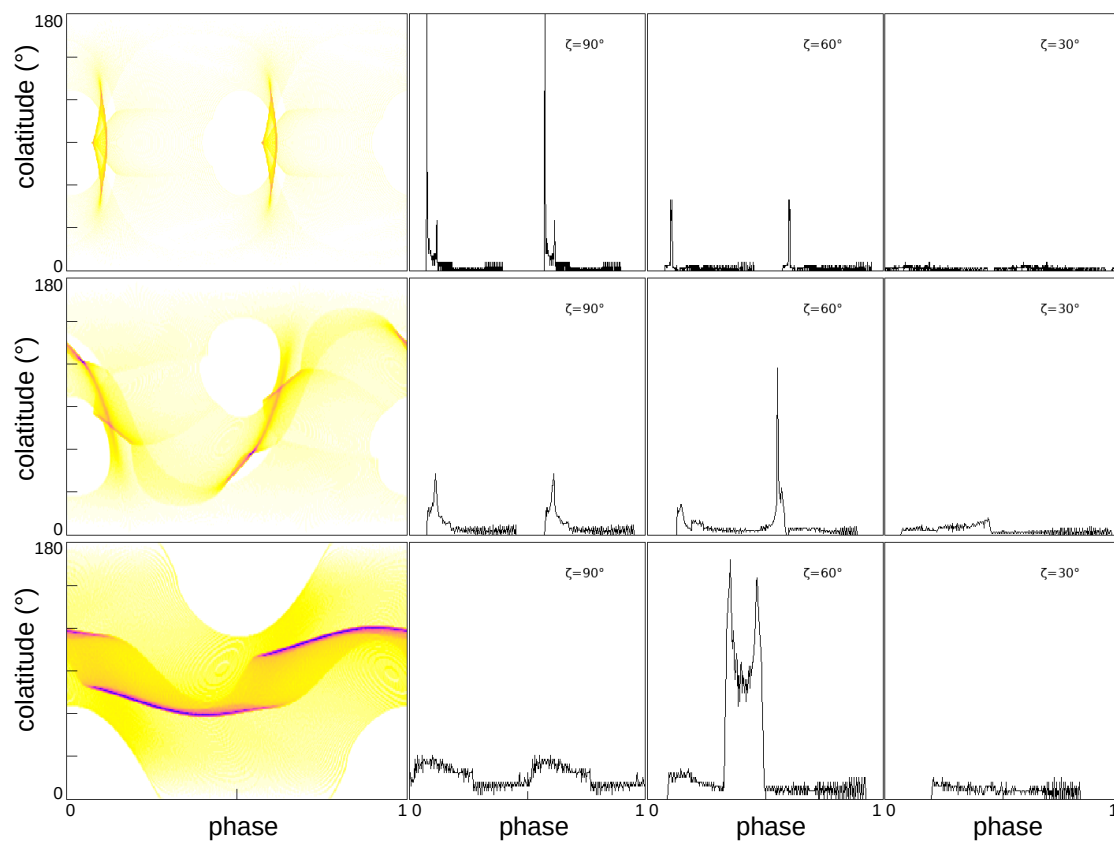 180
colatitude (°)
0
ζ=90°
ζ=60°
ζ=30°
180
colatitude (°)
0
ζ=90°
ζ=60°
ζ=30°
180
colatitude (°)
0
ζ=90°
ζ=60°
ζ=30°
0 1 0 1 0 1 0 1
phase phase phase phase